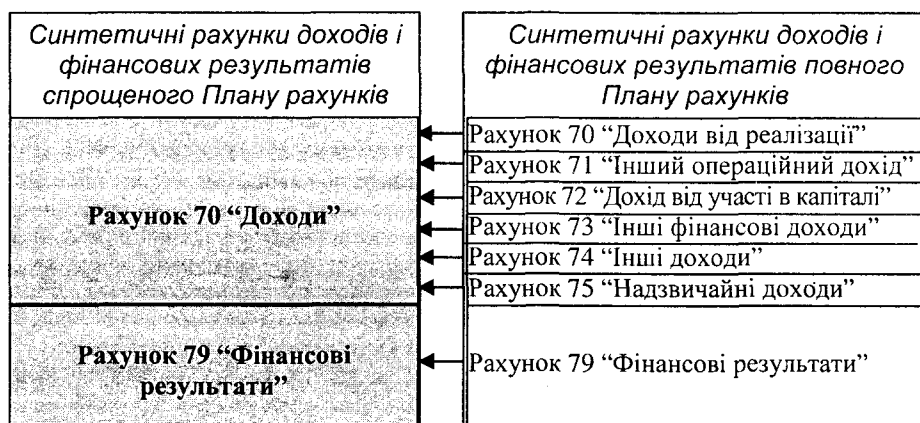 Синтетичні рахунки доходів і
фінансових результатів
спрощеного Плану рахунків
Синтетичні рахунки доходів і
фінансових результатів повного
Плану рахунків
Рахунок 70 “Доходи”
Рахунок 70 “Доходи від реалізації”
Рахунок 71 “Інший операційний дохід”
Рахунок 72 “Дохід від участі в капіталі”
Рахунок 73 “Інші фінансові доходи”
Рахунок 74 “Інші доходи”
Рахунок 75 “Надзвичайні доходи”
Рахунок 79 “Фінансові
результати”
Рахунок 79 “Фінансові результати”